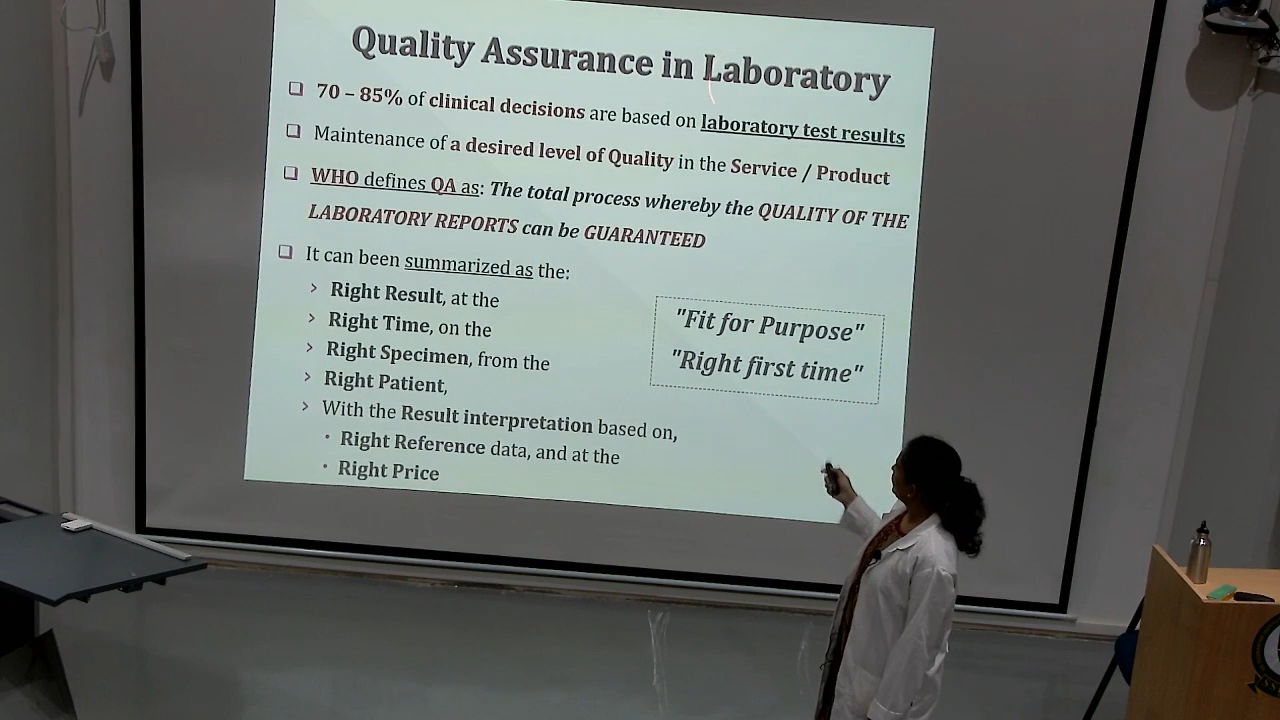 Quality Assurance in Laboratory
❑ 70 – 85% of clinical decisions are based on laboratory test results
❑ Maintenance of a desired level of Quality in the Service / Product
❑ WHO defines QA as: The total process whereby the QUALITY OF THE
LABORATORY REPORTS can be GUARANTEED
❑ It can been summarized as the:
› Right Result, at the
› Right Time, on the
› Right Specimen, from the
› Right Patient,
› With the Result interpretation based on,
• Right Reference data, and at the
• Right Price
"Fit for Purpose"
"Right first time"